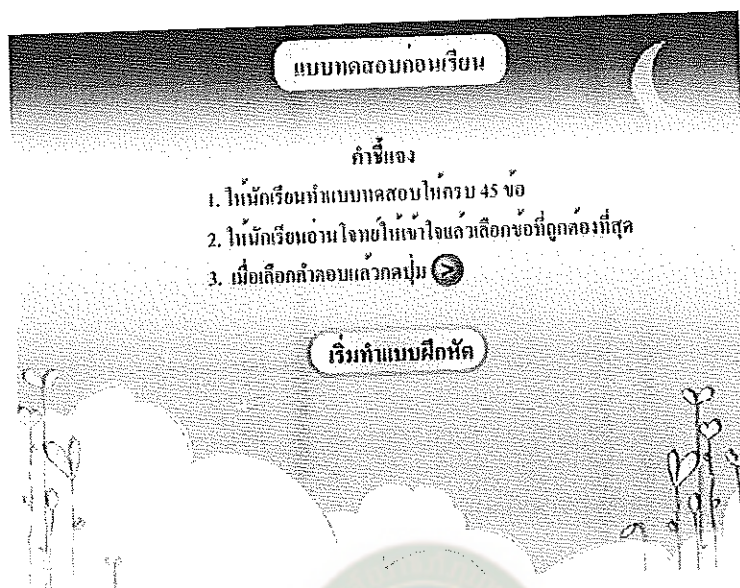 แบบทดสอบก่อนเรียน
คำชี้แจง
1. ให้นักเรียนทำแบบทดสอบให้ครบ 45 ข้อ
2. ให้นักเรียนอ่านโจทย์ให้เข้าใจแล้วเลือกข้อที่ถูกต้องที่สุด
3. เมื่อเลือกคำตอบแล้วกดปุ่ม >
เริ่มทำแบบฝึกหัด